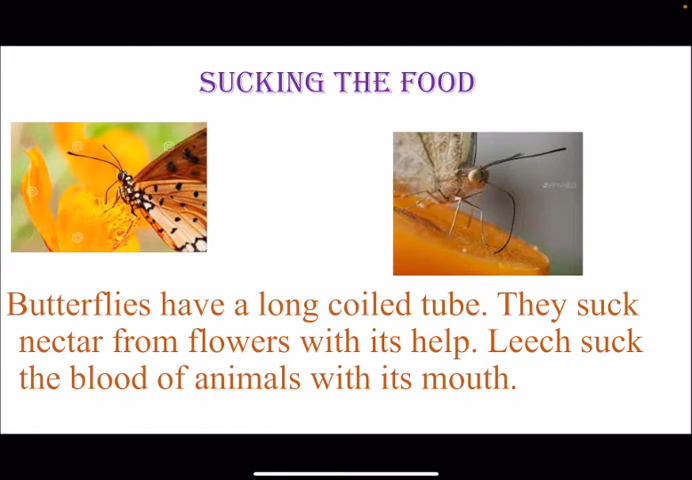 SUCKING THE FOOD
Butterflies have a long coiled tube. They suck
nectar from flowers with its help. Leech suck
the blood of animals with its mouth.